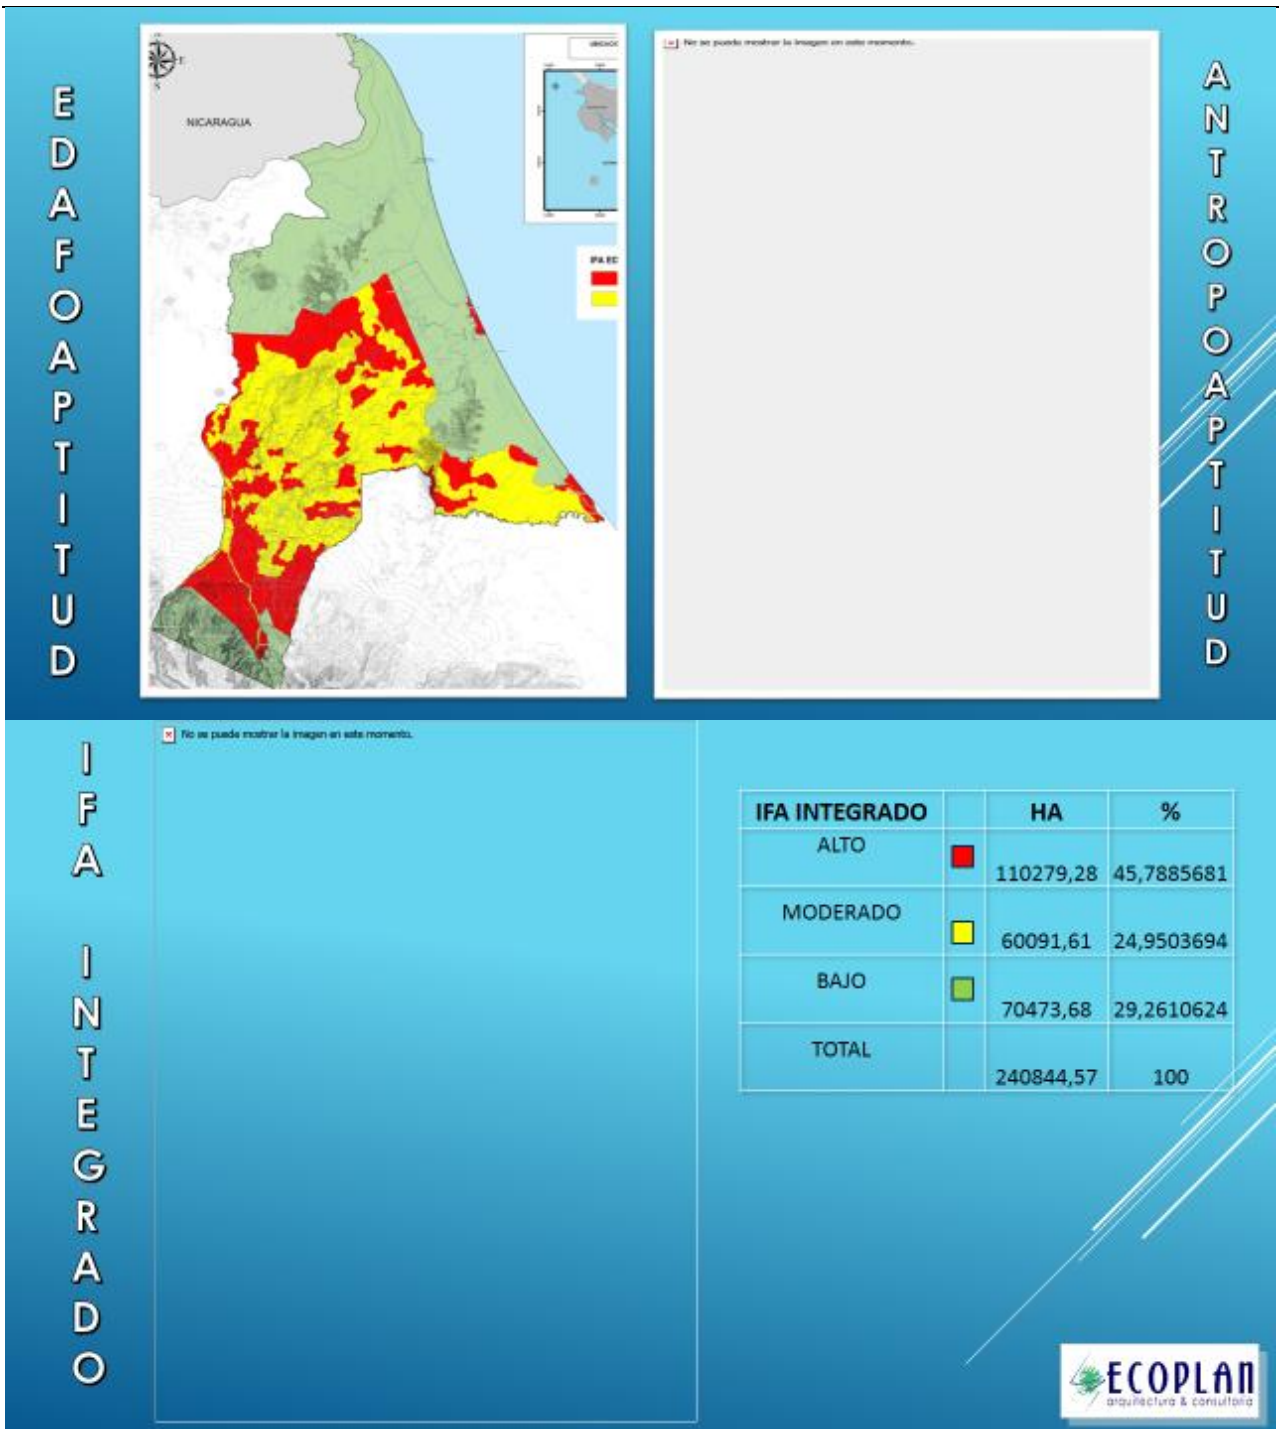 EDAFOAPTITUD
NICARAGUA
E
No se puede mostrar la imagen en este momento.
ANTROPOAPTITUD
IFA INTEGRADO
No se puede mostrar la imagen en este momento.
IFA INTEGRADO HA %
ALTO 110279,28 45,7885681
MODERADO 60091,61 24,9503694
BAJO 70473,68 29,2610624
TOTAL 240844,57 100
ECOPLAN
arquitectura & consultoria